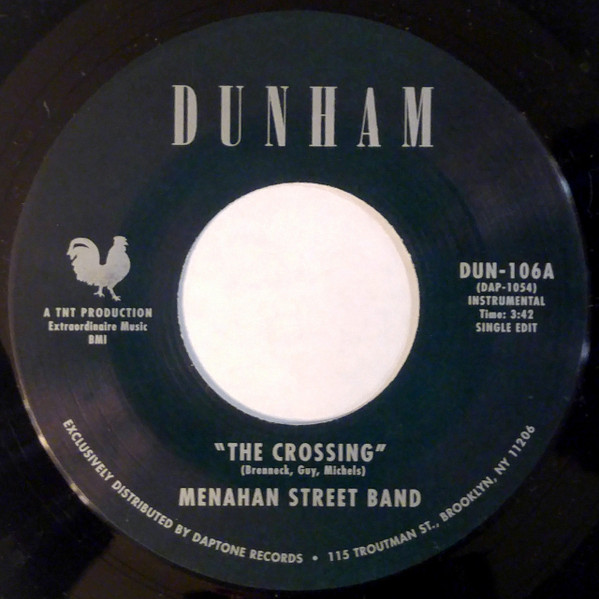 DUNHAM
A TNT PRODUCTION
Extraordinaire Music
BMI
DUN-106A
(DAP-1054)
INSTRUMENTAL
Time: 3:42
SINGLE EDIT
"THE CROSSING"
(Brenneck, Guy, Michels)
MENAHAN STREET BAND
EXCLUSIVELY DISTRIBUTED BY DAPTONE RECORDS • 115 TROUTMAN ST., BROOKLYN, NY 11206